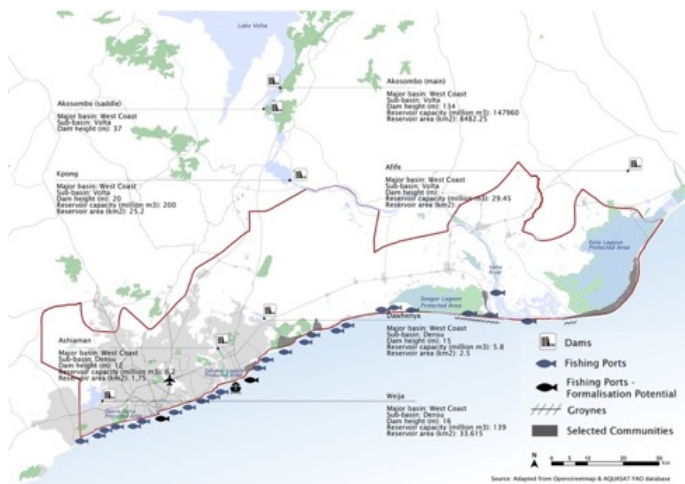 Lake Volta
Akosombo (saddle)
Major basin: West Coast
Sub-basin: Volta
Dam height (m): 37
Akosombo (main)
Major basin: West Coast
Sub-basin: Volta
Dam height (m): 134
Reservoir capacity (million m3): 147960
Reservoir area (km2): 8482.25
Kpong
Major basin: West Coast
Sub-basin: Volta
Dam height (m): 20
Reservoir capacity (million m3): 200
Reservoir area (km2): 25.2
Afife
Major basin: West Coast
Sub-basin: Volta
Dam height (m): -
Reservoir capacity (million m3): 29.45
Reservoir area (km2):
Keta Lagoon
Protected Area
Volta
River
Songor Lagoon
Protected Area
Ashiaman
Major basin: West Coast
Sub-basin: Densu
Dam height (m): 12
Reservoir capacity (million m3): 6.2
Reservoir area (km2): 1.75
Dawhenya
Major basin: West Coast
Sub-basin: Densu
Dam height (m): 15
Reservoir capacity (million m3): 5.8
Reservoir area (km2): 2.5
Weija
Major basin: West Coast
Sub-basin: Densu
Dam height (m): 16
Reservoir capacity (million m3): 139
Reservoir area (km2): 33.615
Dams
Fishing Ports
Fishing Ports -
Formalisation Potential
Groynes
Selected Communities
N
0 5 10 20 30
Km
Source: Adapted from Openstreetmap & AQUASAT FAO database